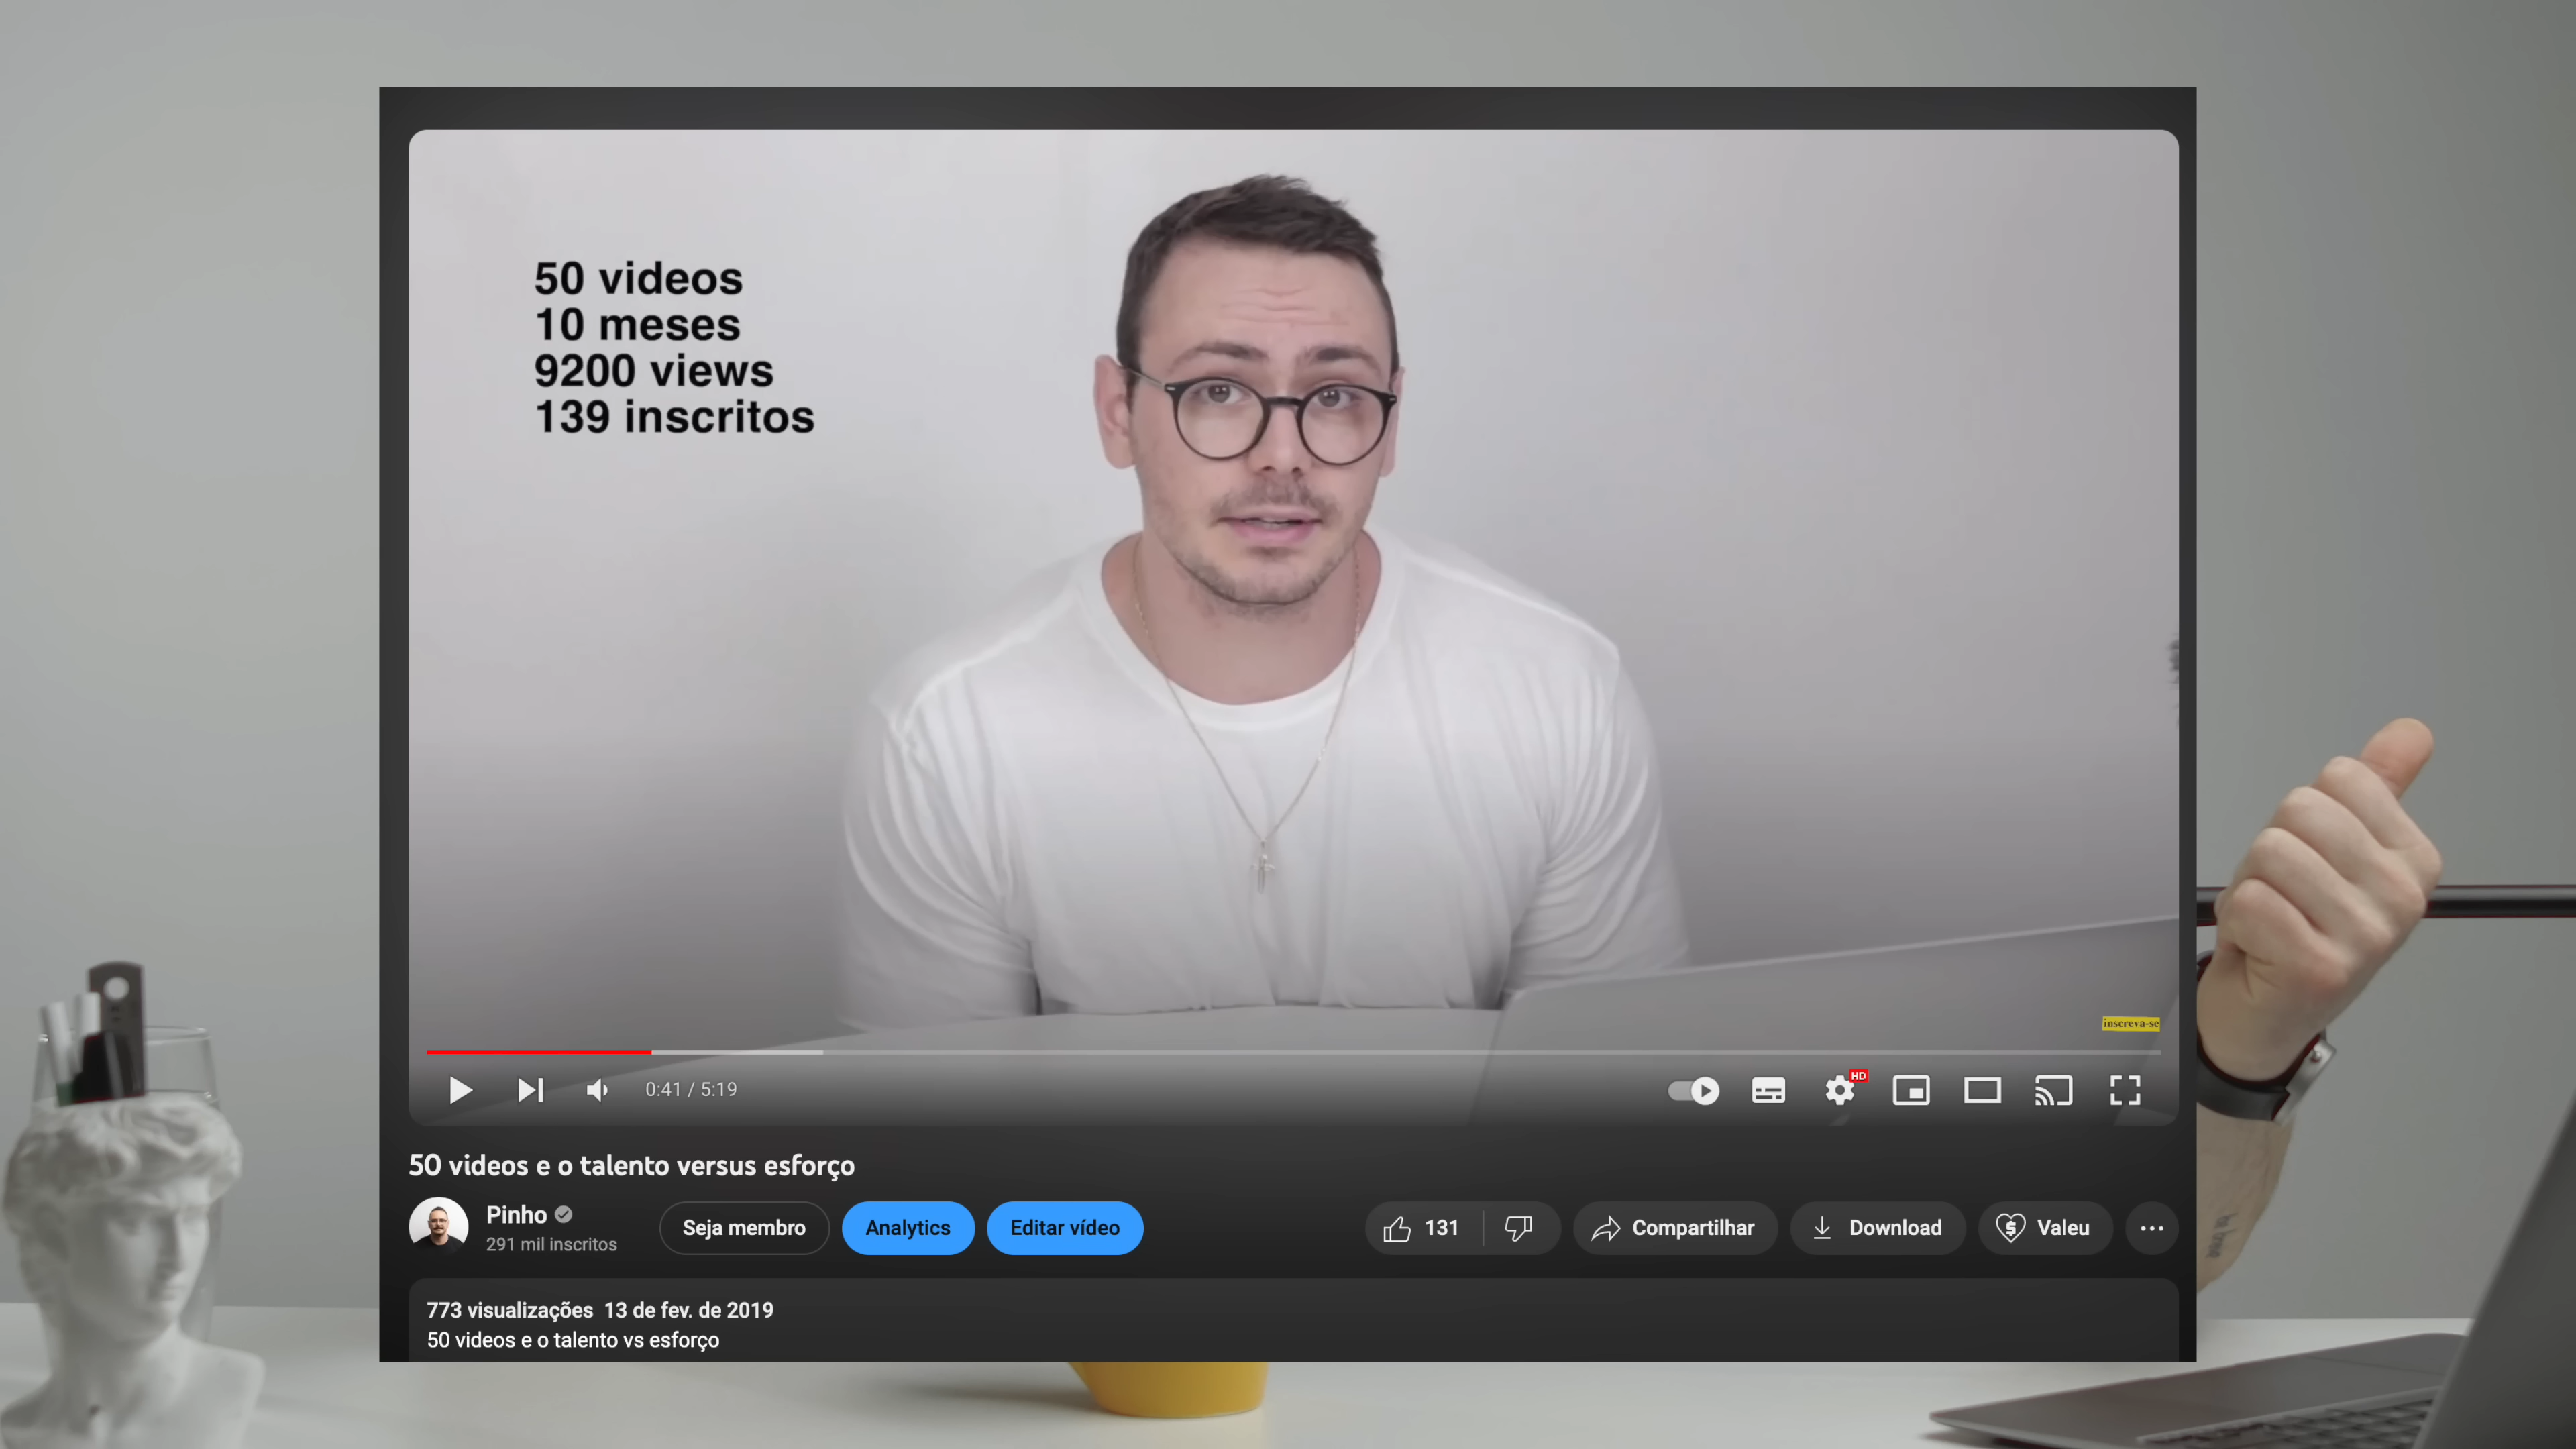 50 videos
10 meses
9200 views
139 inscritos
inscreva-se
0:41 / 5:19
HD
50 videos e o talento versus esforço
Pinho
291 mil inscritos
Seja membro
Analytics
Editar vídeo
131
Compartilhar
Download
Valeu
773 visualizações 13 de fev. de 2019
50 videos e o talento vs esforço